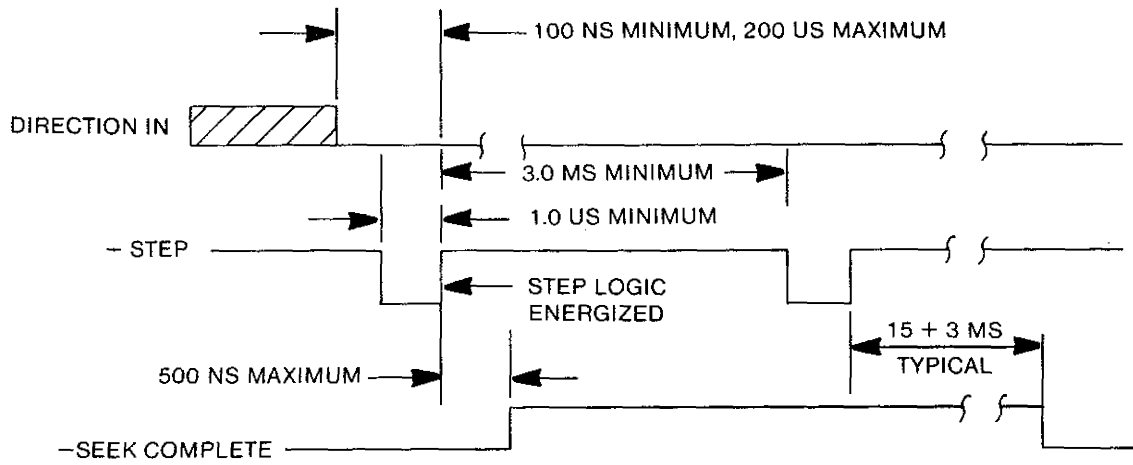 100 NS MINIMUM, 200 US MAXIMUM
DIRECTION IN
3.0 MS MINIMUM
1.0 US MINIMUM
– STEP
STEP LOGIC
ENERGIZED
15 + 3 MS
TYPICAL
500 NS MAXIMUM
–SEEK COMPLETE